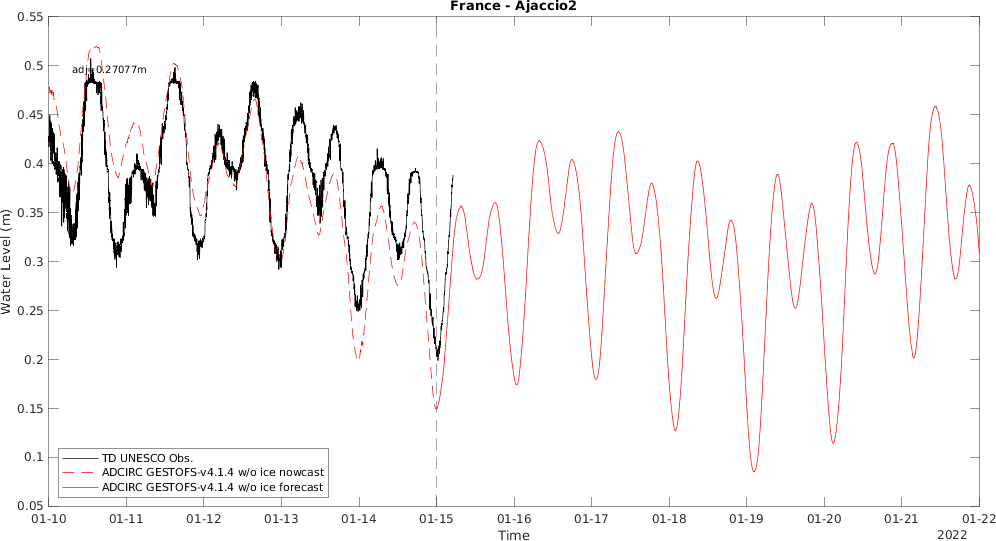 France - Ajaccio2
0.55
0.5
0.45
0.4
0.35
0.3
0.25
0.2
0.15
0.1
0.05
Water Level (m)
adj=0.27077m
TD UNESCO Obs.
ADCIRC GESTOFS-v4.1.4 w/o ice nowcast
ADCIRC GESTOFS-v4.1.4 w/o ice forecast
01-10 01-11 01-12 01-13 01-14 01-15 01-16 01-17 01-18 01-19 01-20 01-21 01-22
Time
2022